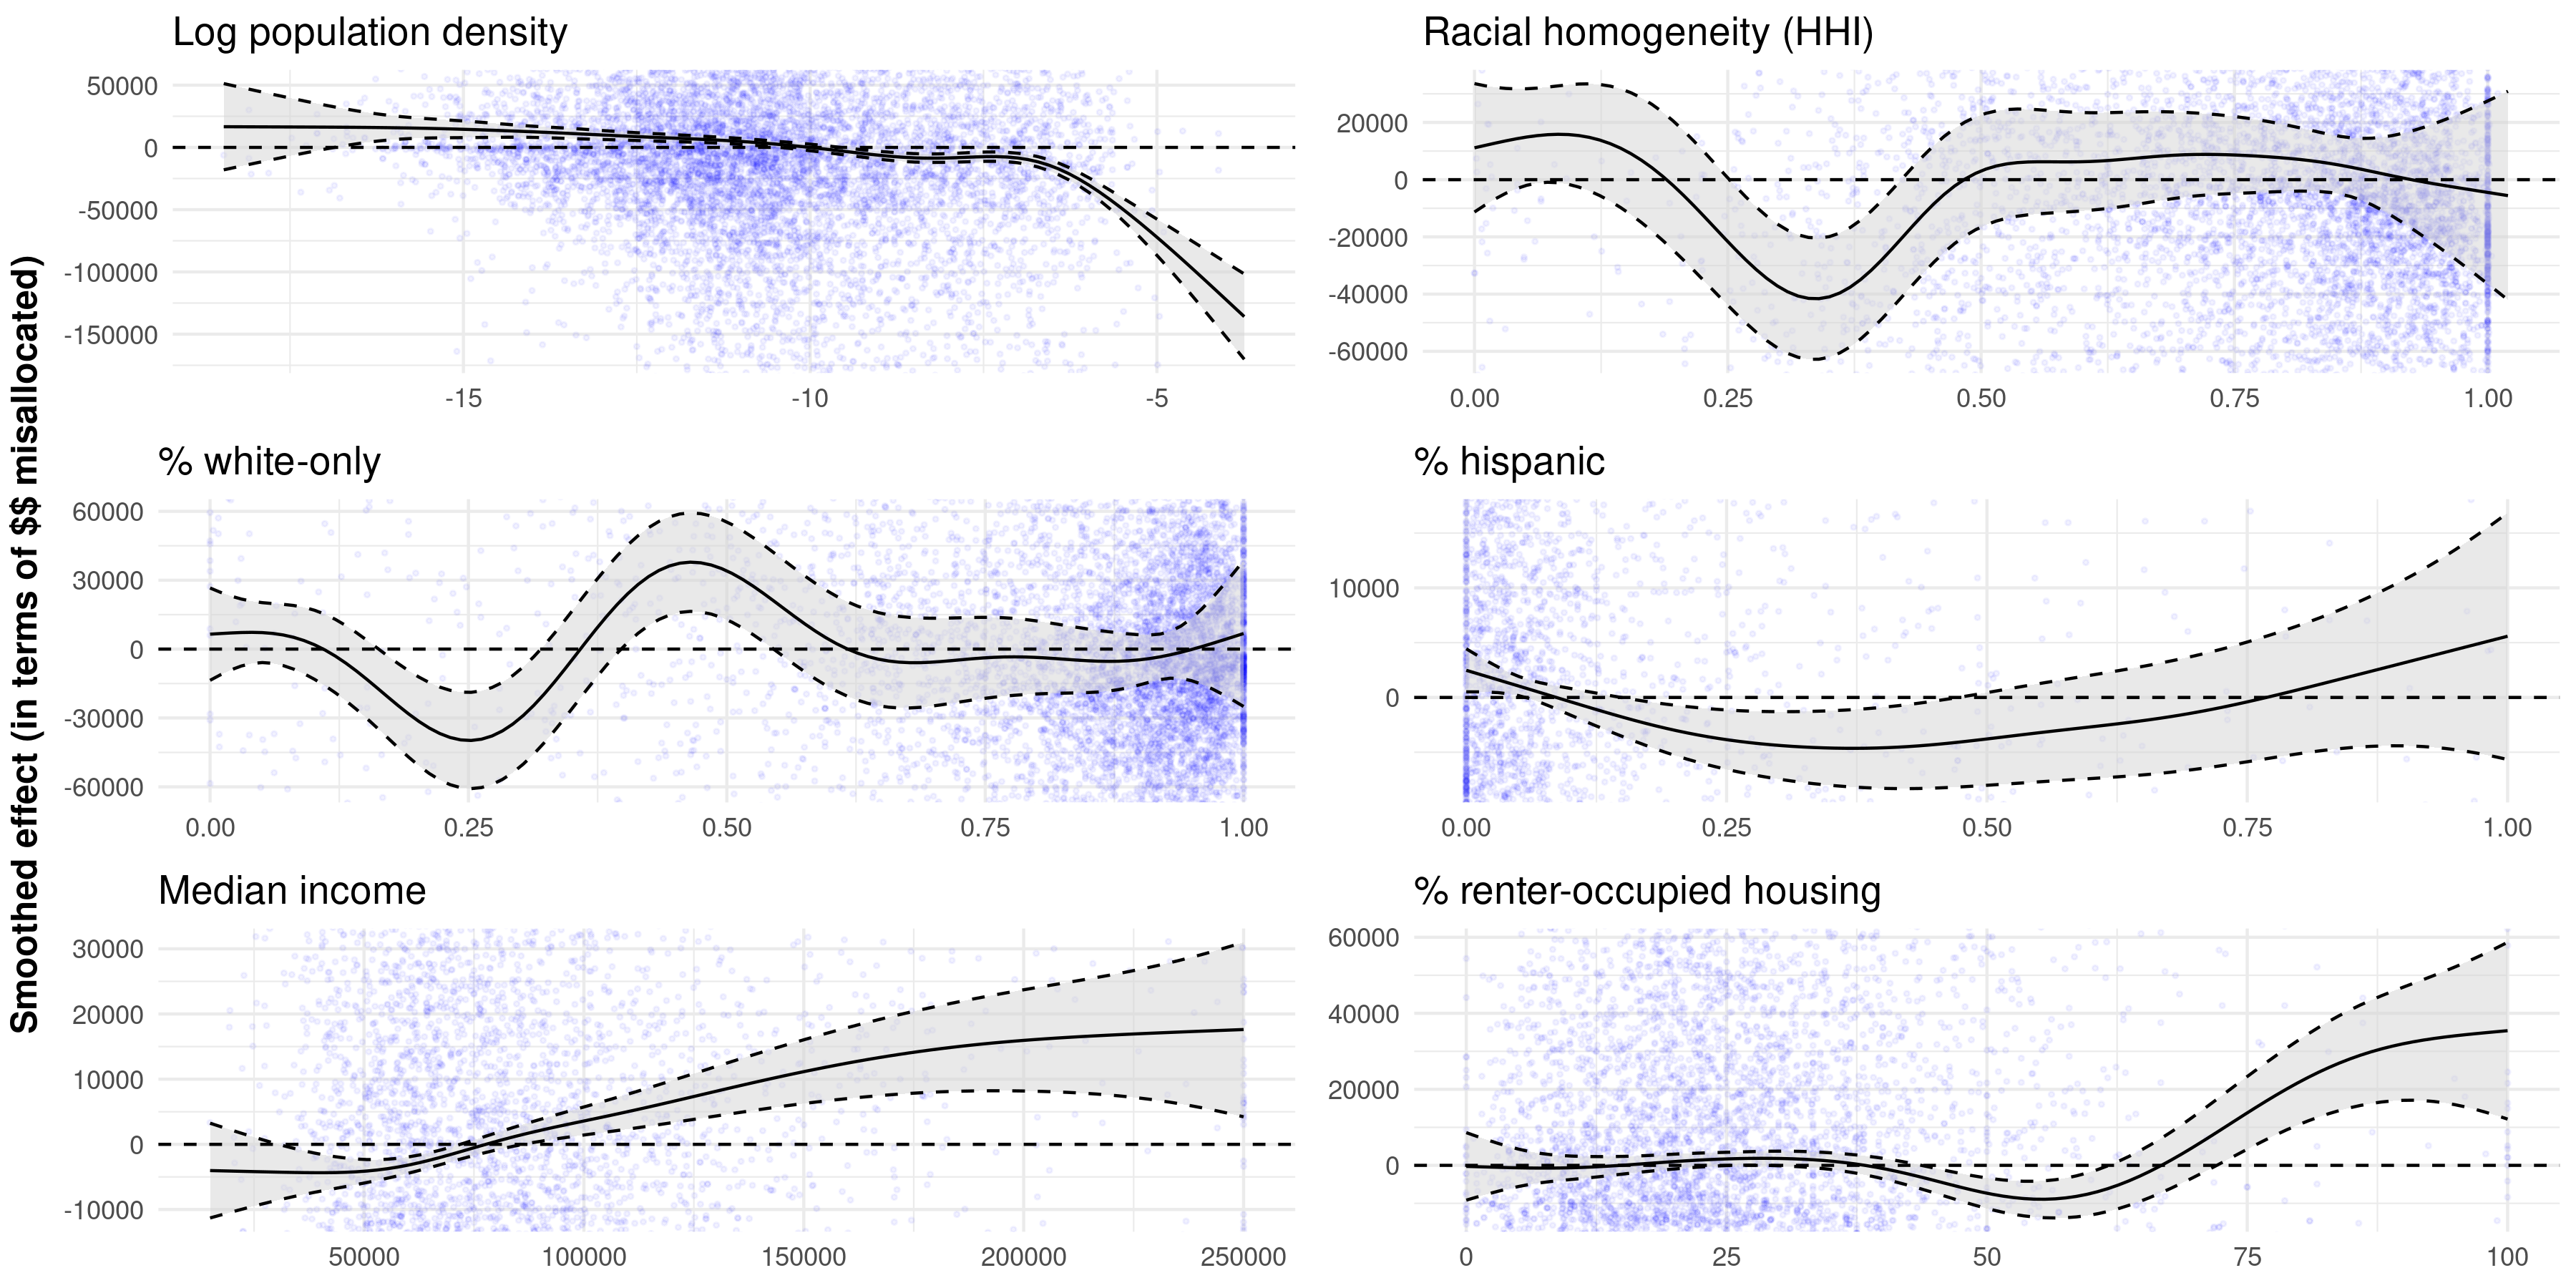 Smoothed effect (in terms of $$ misallocated)
Log population density
50000
0
-50000
-100000
-150000
-15 -10 -5
Racial homogeneity (HHI)
20000
0
-20000
-40000
-60000
0.00 0.25 0.50 0.75 1.00
% white-only
60000
30000
0
-30000
-60000
0.00 0.25 0.50 0.75 1.00
% hispanic
10000
0
0.00 0.25 0.50 0.75 1.00
Median income
30000
20000
10000
0
-10000
50000 100000 150000 200000 250000
% renter-occupied housing
60000
40000
20000
0
0 25 50 75 100